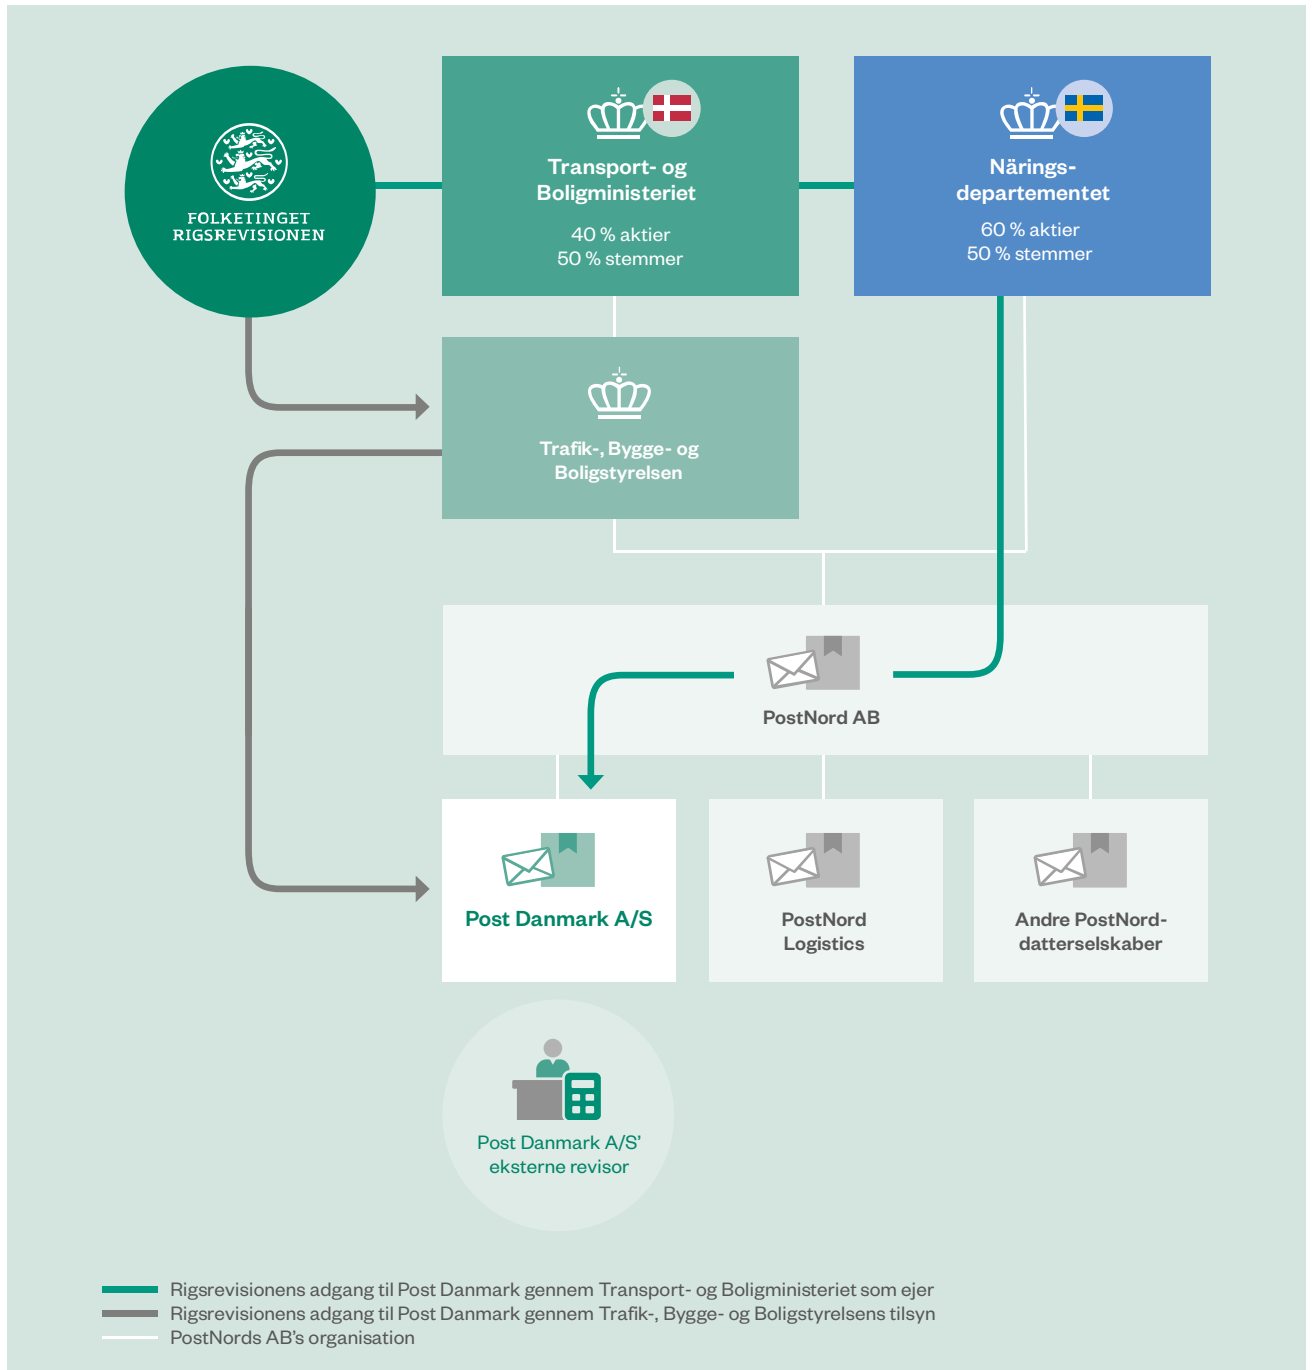 FOLKETINGET
RIGSREVISIONEN
Transport- og
Boligministeriet
40 % aktier
50 % stemmer
Närings-
departementet
60 % aktier
50 % stemmer
Trafik-, Bygge- og
Boligstyrelsen
PostNord AB
Post Danmark A/S
PostNord
Logistics
Andre PostNord-
datterselskaber
Post Danmark A/S’
eksterne revisor
Rigsrevisionens adgang til Post Danmark gennem Transport- og Boligministeriet som ejer
Rigsrevisionens adgang til Post Danmark gennem Trafik-, Bygge- og Boligstyrelsens tilsyn
PostNords AB’s organisation